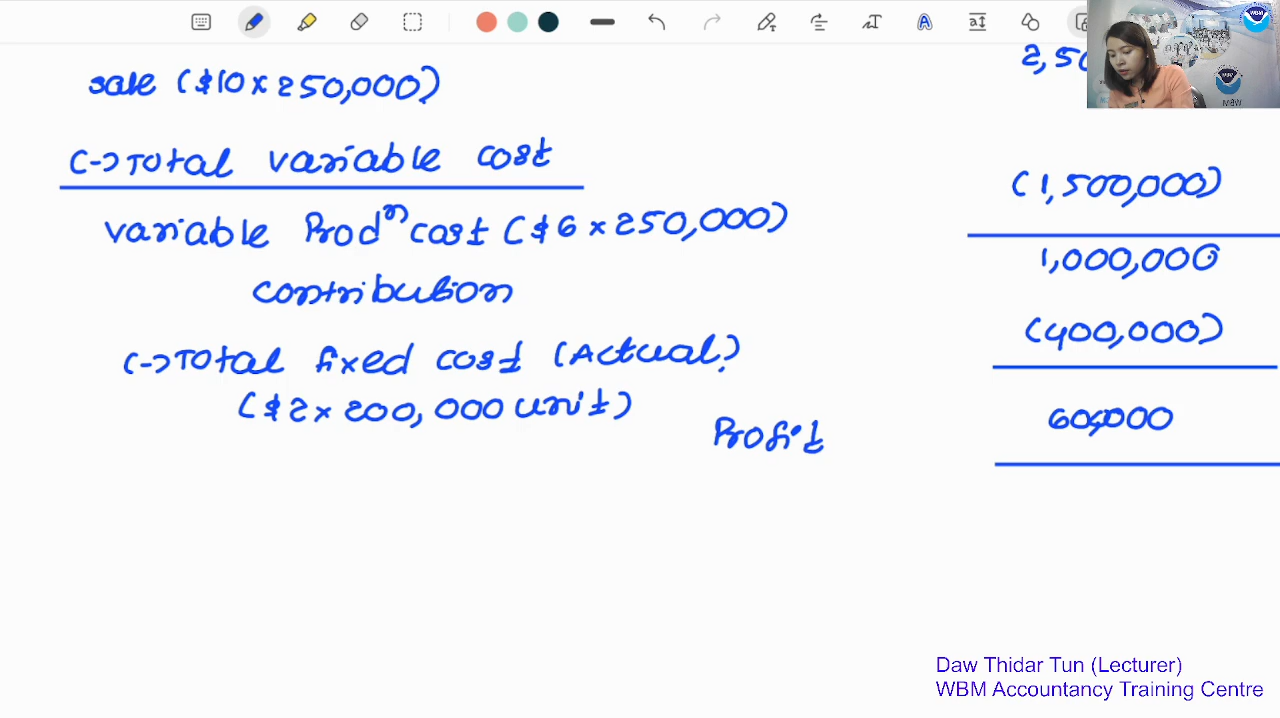 sale ($10 x 250,000)
(-) Total variable cost
(1,500,000)
variable Prodⁿ cost ($6 x 250,000)
1,000,000
contribution
(400,000)
(-) Total fixed cost (Actual)
($2 x 200,000 unit)
Profit
600,000
Daw Thidar Tun (Lecturer)
WBM Accountancy Training Centre